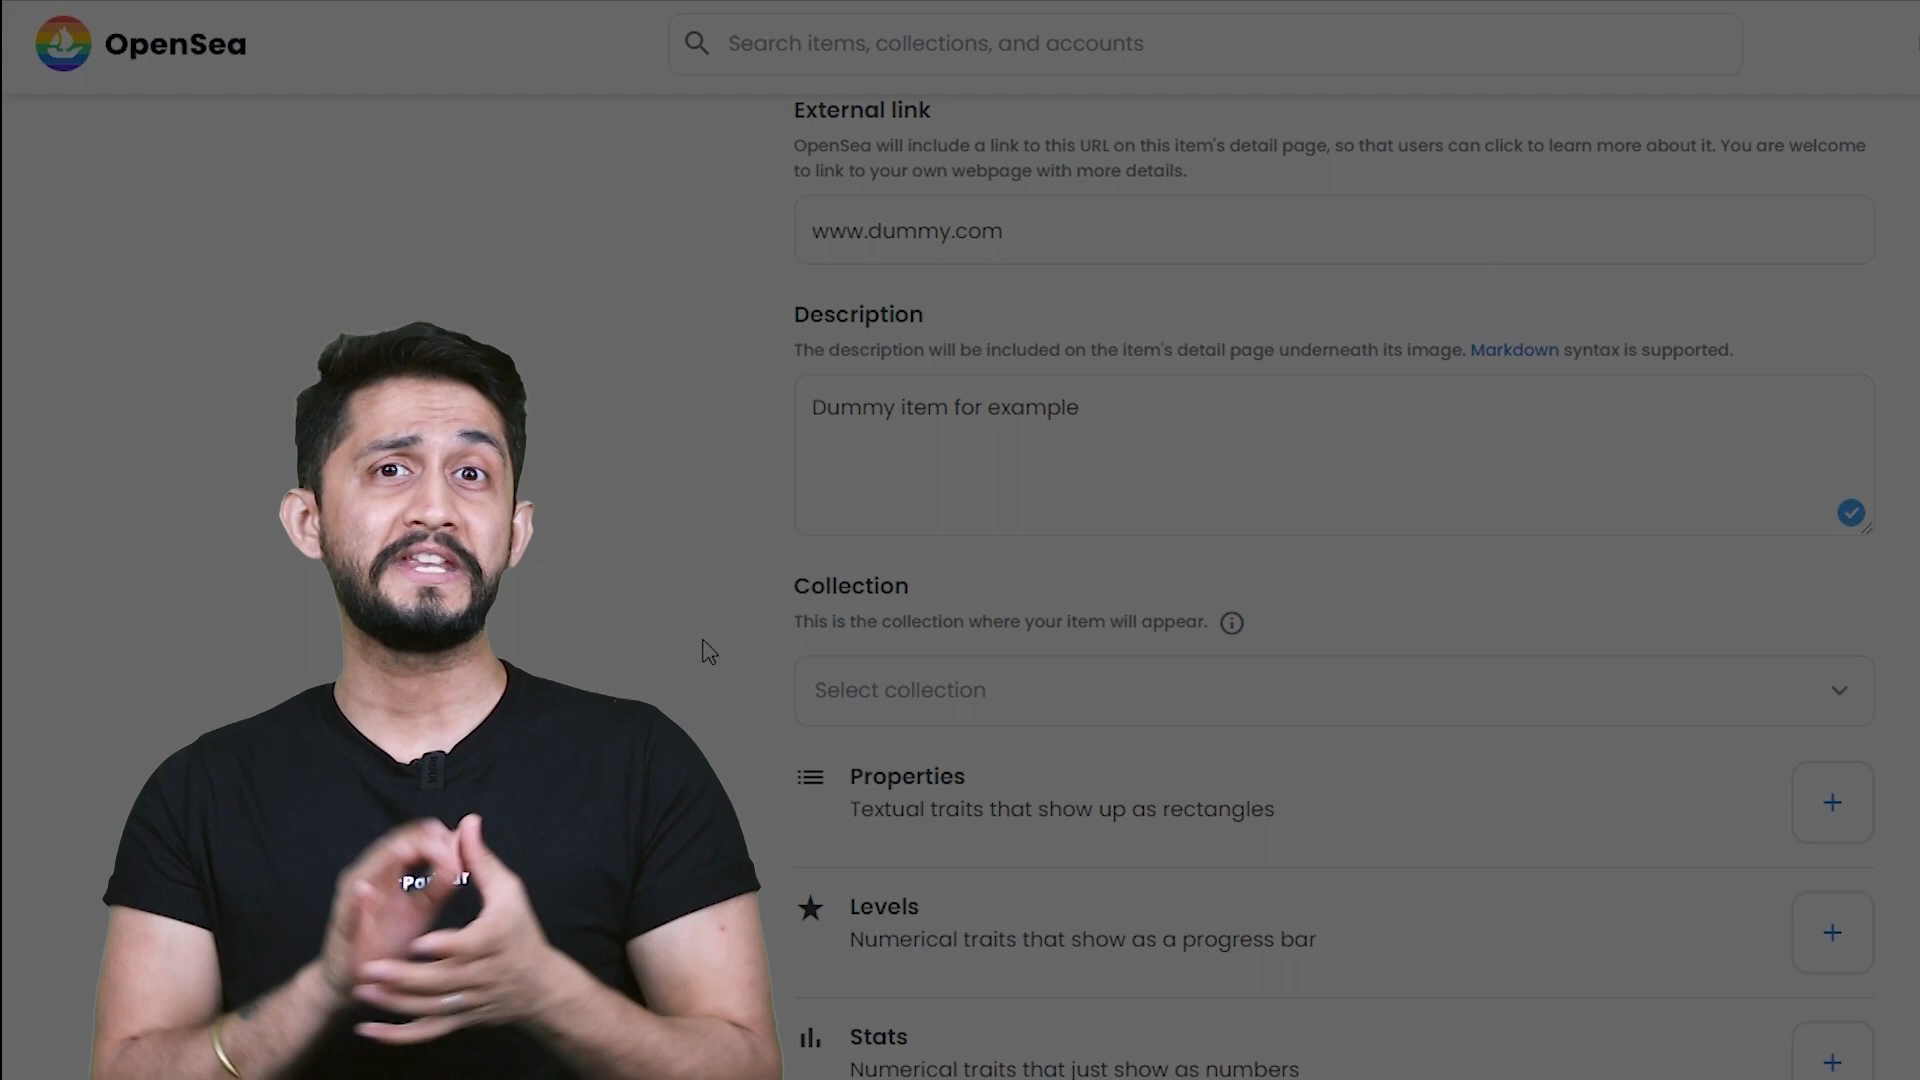 OpenSea
Search items, collections, and accounts
External link
OpenSea will include a link to this URL on this item's detail page, so that users can click to learn more about it. You are welcome
to link to your own webpage with more details.
www.dummy.com
Description
The description will be included on the item's detail page underneath its image. Markdown syntax is supported.
Dummy item for example
Collection
This is the collection where your item will appear.
Select collection
Properties
Textual traits that show up as rectangles
Levels
Numerical traits that show as a progress bar
Stats
Numerical traits that just show as numbers